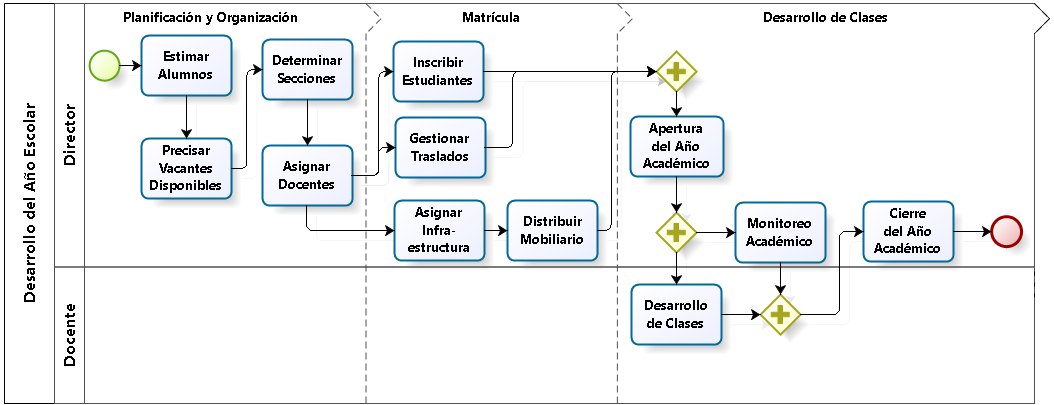 Desarrollo del Año Escolar
Director
Docente
Planificación y Organización
Matrícula
Desarrollo de Clases
Estimar
Alumnos
Precisar
Vacantes
Disponibles
Determinar
Secciones
Asignar
Docentes
Inscribir
Estudiantes
Gestionar
Traslados
Asignar
Infra-
estructura
Distribuir
Mobiliario
Apertura
del Año
Académico
Monitoreo
Académico
Cierre
del Año
Académico
Desarrollo
de Clases